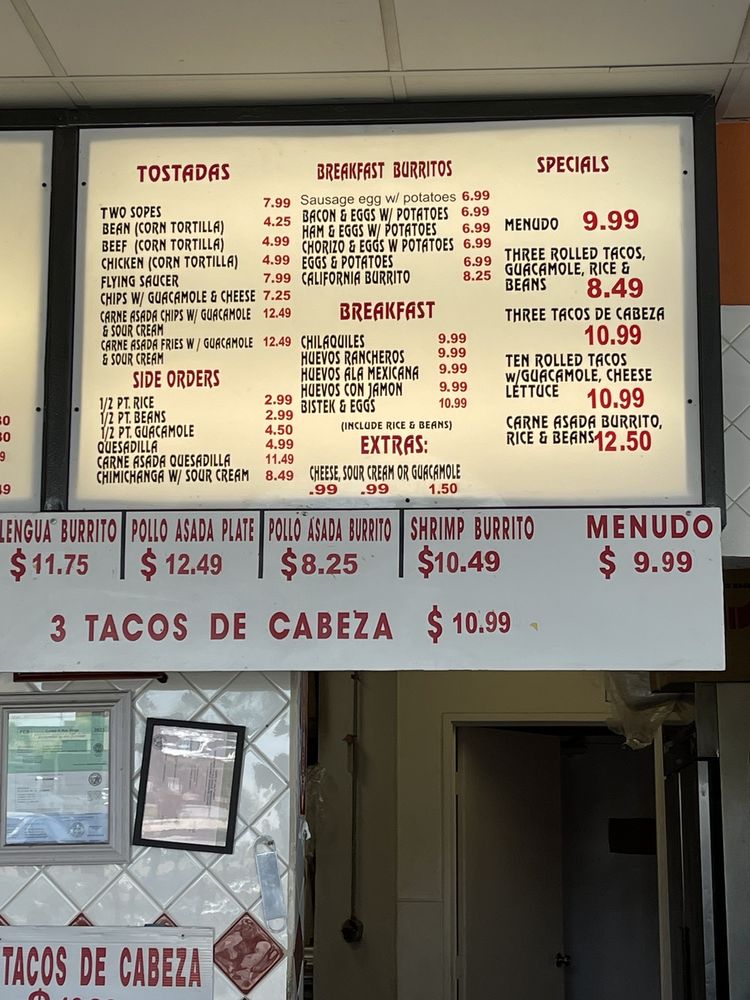 TOSTADAS
TWO SOPES 7.99
BEAN (CORN TORTILLA) 4.25
BEEF (CORN TORTILLA) 4.99
CHICKEN (CORN TORTILLA) 4.99
FLYING SAUCER 7.99
CHIPS W/ GUACAMOLE & CHEESE 7.25
CARNE ASADA CHIPS W/ GUACAMOLE 12.49
& SOUR CREAM
CARNE ASADA FRIES W / GUACAMOLE 12.49
& SOUR CREAM
SIDE ORDERS
1/2 PT. RICE 2.99
1/2 PT. BEANS 2.99
1/2 PT. GUACAMOLE 4.50
QUESADILLA 4.99
CARNE ASADA QUESADILLA 11.49
CHIMICHANGA W/ SOUR CREAM 8.49
BREAKFAST BURRITOS
Sausage egg w/ potatoes 6.99
BACON & EGGS W/ POTATOES 6.99
HAM & EGGS W/ POTATOES 6.99
CHORIZO & EGGS W POTATOES 6.99
EGGS & POTATOES 6.99
CALIFORNIA BURRITO 8.25
BREAKFAST
CHILAQUILES 9.99
HUEVOS RANCHEROS 9.99
HUEVOS ALA MEXICANA 9.99
HUEVOS CON JAMON 9.99
BISTEK & EGGS 10.99
(INCLUDE RICE & BEANS)
EXTRAS:
CHEESE, SOUR CREAM OR GUACAMOLE
.99 .99 1.50
SPECIALS
MENUDO 9.99
THREE ROLLED TACOS,
GUACAMOLE, RICE &
BEANS 8.49
THREE TACOS DE CABEZA
10.99
TEN ROLLED TACOS
W/GUACAMOLE, CHEESE
LETTUCE 10.99
CARNE ASADA BURRITO,
RICE & BEANS 12.50
LENGUA BURRITO
$ 11.75
POLLO ASADA PLATE
$ 12.49
POLLO ASADA BURRITO
$ 8.25
SHRIMP BURRITO
$10.49
MENUDO
$ 9.99
3 TACOS DE CABEZA $ 10.99
TACOS DE CABEZA